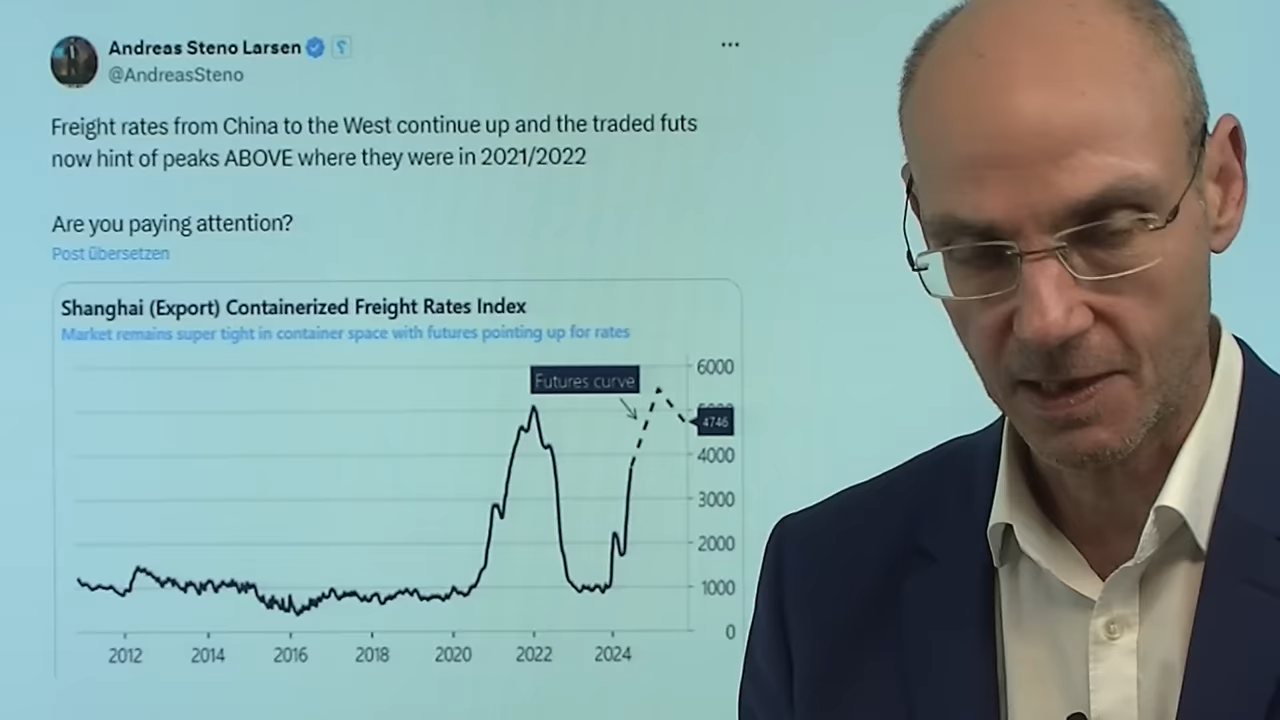 Andreas Steno Larsen
@AndreasSteno
Freight rates from China to the West continue up and the traded futs
now hint of peaks ABOVE where they were in 2021/2022
Are you paying attention?
Post übersetzen
Shanghai (Export) Containerized Freight Rates Index
Market remains super tight in container space with futures pointing up for rates
6000
Futures curve
5000
4746
4000
3000
2000
1000
0
2012 2014 2016 2018 2020 2022 2024